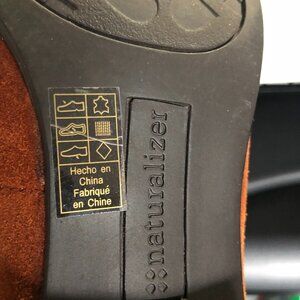 Hecho en
China
Fabriqué
en Chine
naturalizer